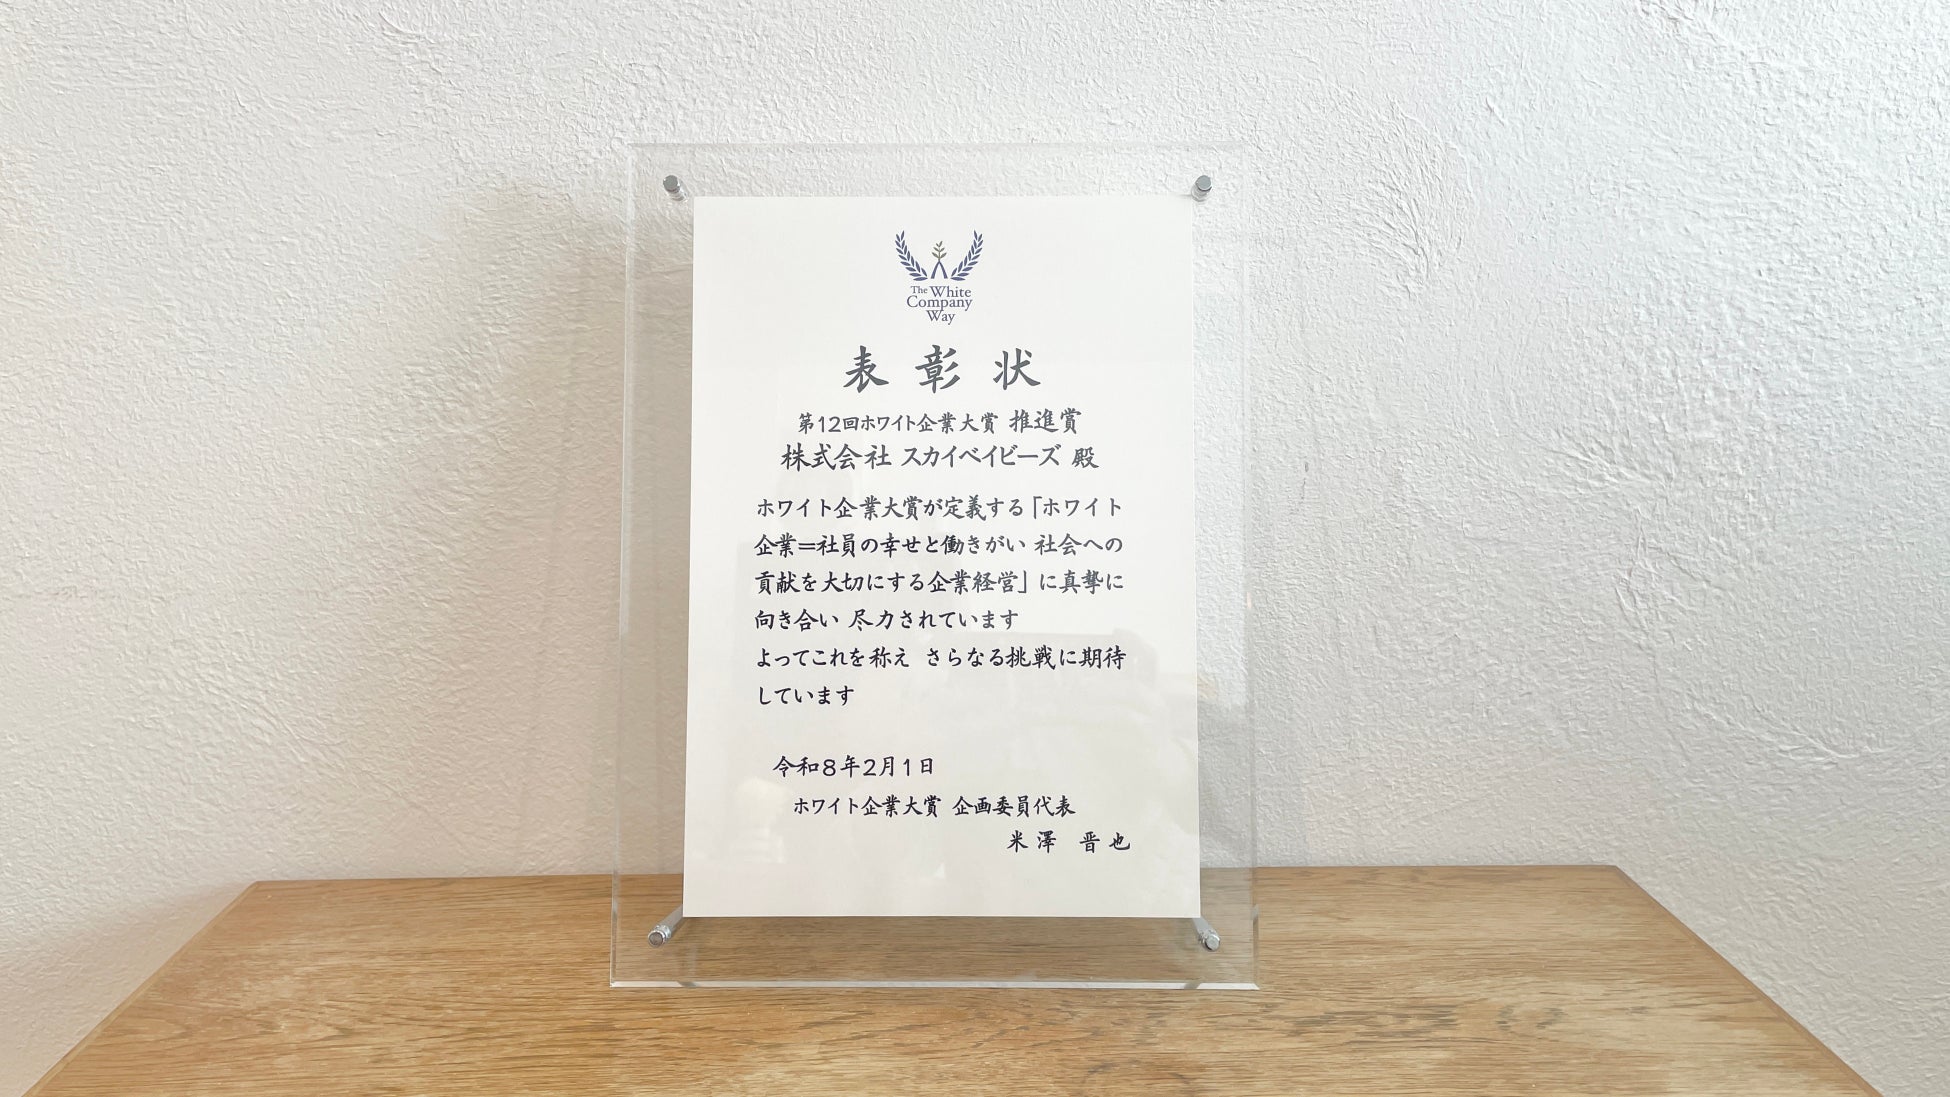 The White
Company
Way
表彰状
第12回ホワイト企業大賞 推進賞
株式会社 スカイベイビーズ 殿
ホワイト企業大賞が定義する「ホワイト
企業＝社員の幸せと働きがい 社会への
貢献を大切にする企業経営」に真摯に
向き合い 尽力されています
よってこれを称え さらなる挑戦に期待
しています
令和8年2月1日
ホワイト企業大賞 企画委員代表
米澤 晋也